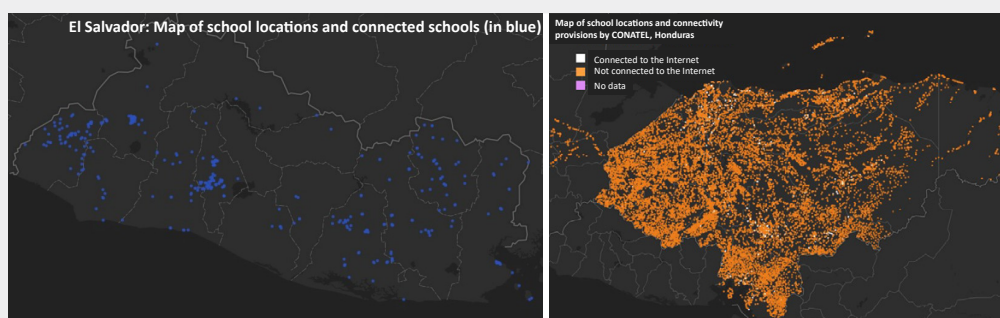 El Salvador: Map of school locations and connected schools (in blue)
Map of school locations and connectivity
provisions by CONATEL, Honduras
Connected to the Internet
Not connected to the Internet
No data